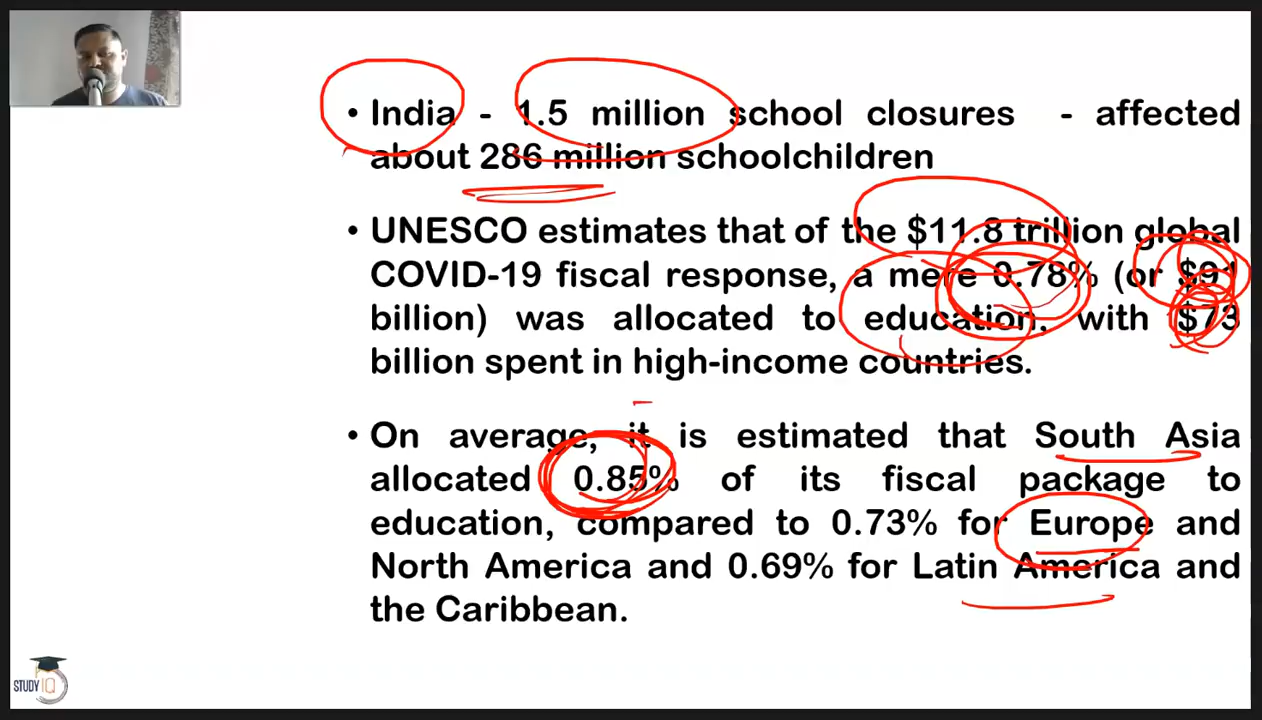 • India - 1.5 million school closures - affected
about 286 million schoolchildren
• UNESCO estimates that of the $11.8 trillion global
COVID-19 fiscal response, a mere 0.78% (or $91
billion) was allocated to education, with $73
billion spent in high-income countries.
• On average, it is estimated that South Asia
allocated 0.85% of its fiscal package to
education, compared to 0.73% for Europe and
North America and 0.69% for Latin America and
the Caribbean.
STUDY IQ